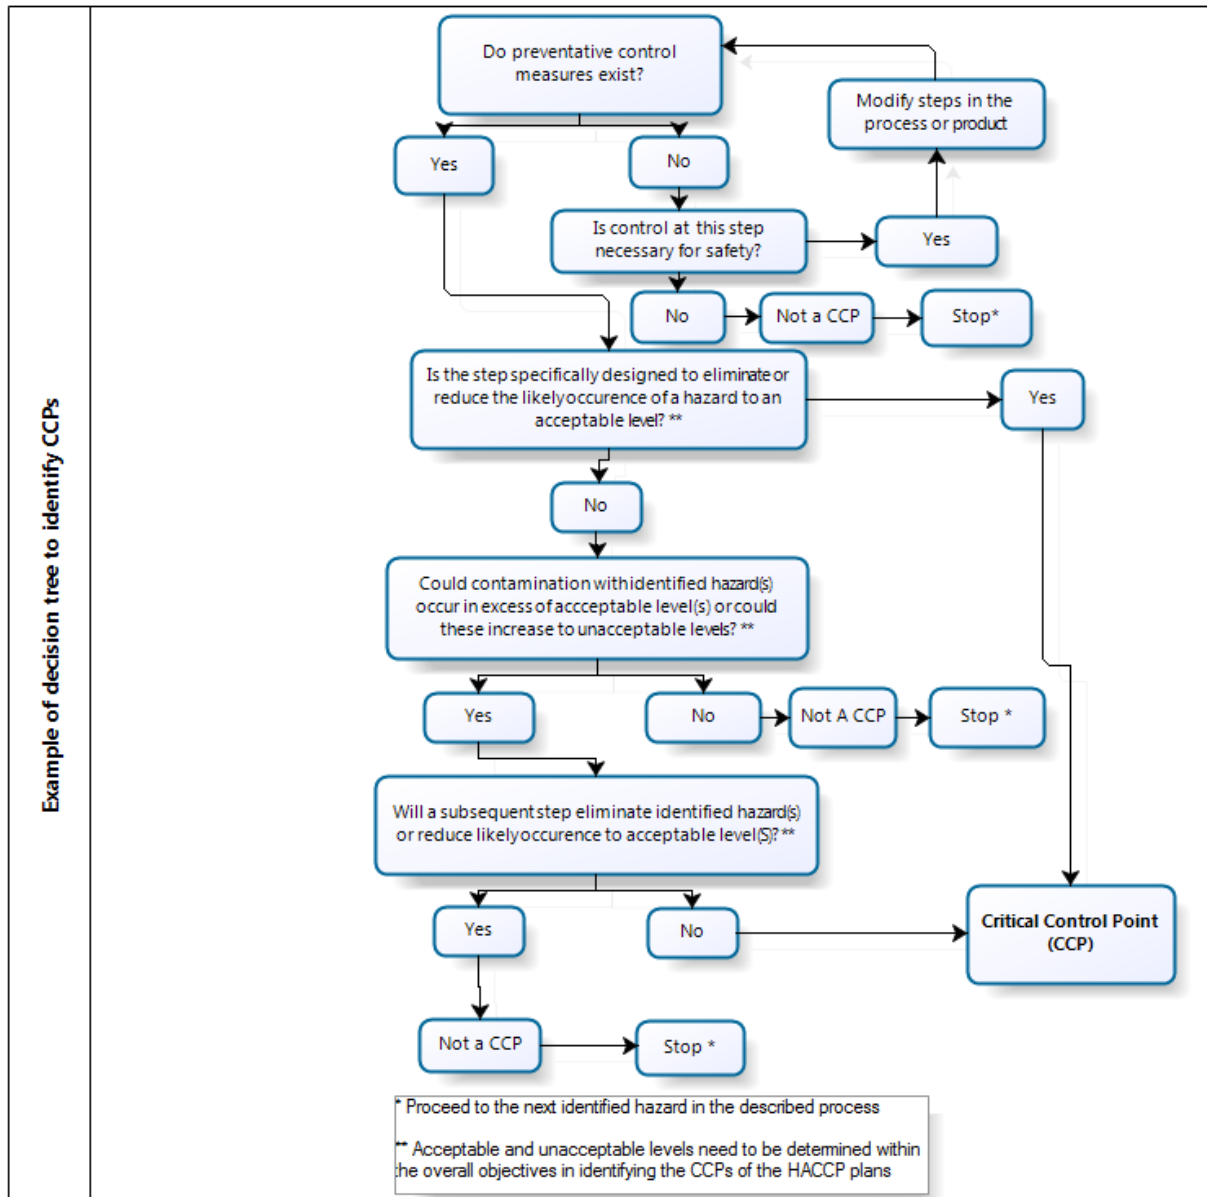 Example of decision tree to identify CCPs
Do preventative control
measures exist?
Modify steps in the
process or product
Yes
No
Is control at this step
necessary for safety?
Yes
No
Not a CCP
Stop*
Is the step specifically designed to eliminate or
reduce the likely occurence of a hazard to an
acceptable level? **
Yes
No
Could contamination with identified hazard(s)
occur in excess of accceptable level(s) or could
these increase to unacceptable levels? **
Yes
No
Not A CCP
Stop *
Will a subsequent step eliminate identified hazard(s)
or reduce likely occurence to acceptable level(S)? **
Yes
No
Critical Control Point
(CCP)
Not a CCP
Stop *
* Proceed to the next identified hazard in the described process
** Acceptable and unacceptable levels need to be determined within
the overall objectives in identifying the CCPs of the HACCP plans